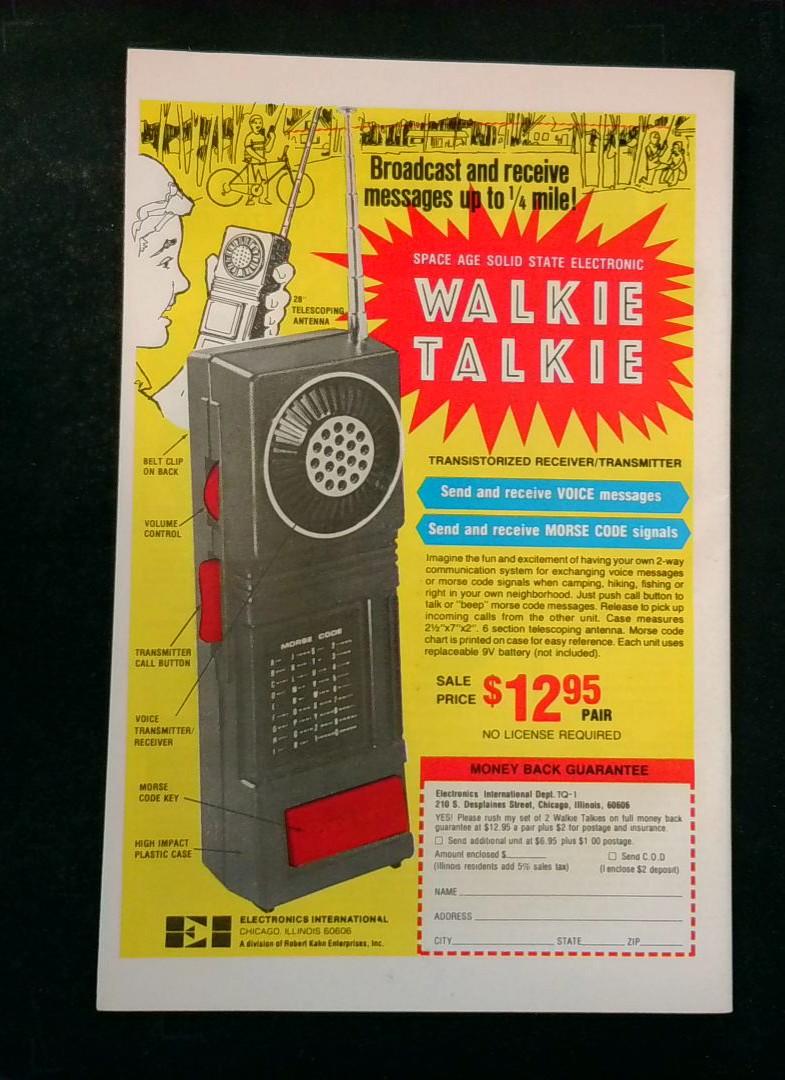 Broadcast and receive
messages up to 1/4 mile!
SPACE AGE SOLID STATE ELECTRONIC
WALKIE
TALKIE
28"
TELESCOPING
ANTENNA
BELT CLIP
ON BACK
VOLUME
CONTROL
TRANSMITTER
CALL BUTTON
VOICE
TRANSMITTER/
RECEIVER
MORSE
CODE KEY
HIGH IMPACT
PLASTIC CASE
MORSE CODE
TRANSISTORIZED RECEIVER/TRANSMITTER
Send and receive VOICE messages
Send and receive MORSE CODE signals
Imagine the fun and excitement of having your own 2-way
communication system for exchanging voice messages
or morse code signals when camping, hiking, fishing or
right in your own neighborhood. Just push call button to
talk or "beep" morse code messages. Release to pick up
incoming calls from the other unit. Case measures
2½"x7"x2". 6 section telescoping antenna. Morse code
chart is printed on case for easy reference. Each unit uses
replaceable 9V battery (not included).
SALE
PRICE $12.95
PAIR
NO LICENSE REQUIRED
MONEY BACK GUARANTEE
Electronics International Dept. TQ-1
210 S. Desplaines Street, Chicago, Illinois, 60606
YES! Please rush my set of 2 Walkie Talkies on full money back
guarantee at $12.95 a pair plus $2 for postage and insurance.
☐ Send additional unit at $6.95 plus $1.00 postage.
Amount enclosed $ ☐ Send C.O.D
(Illinois residents add 5% sales tax) (I enclose $2 deposit)
NAME
ADDRESS
CITY STATE ZIP
EI
ELECTRONICS INTERNATIONAL
CHICAGO, ILLINOIS 60606
A division of Robert Kahn Enterprises, Inc.